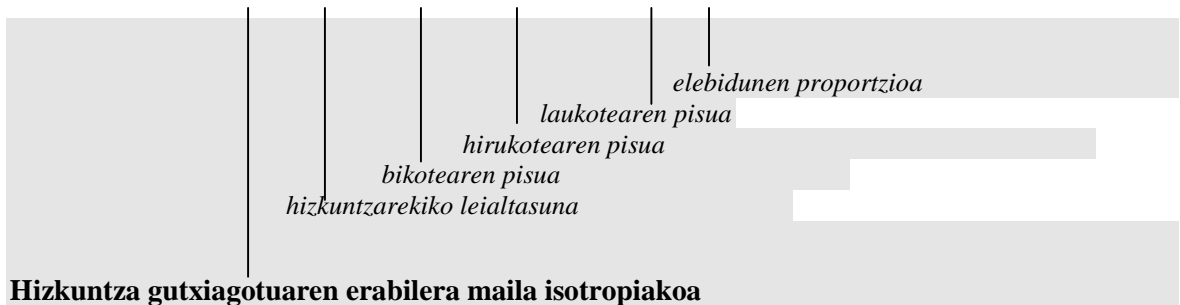 elebidunen proportzioa
laukotearen pisua
hirukotearen pisua
bikotearen pisua
hizkuntzarekiko leialtasuna
Hizkuntza gutxiagotuaren erabilera maila isotropiakoa